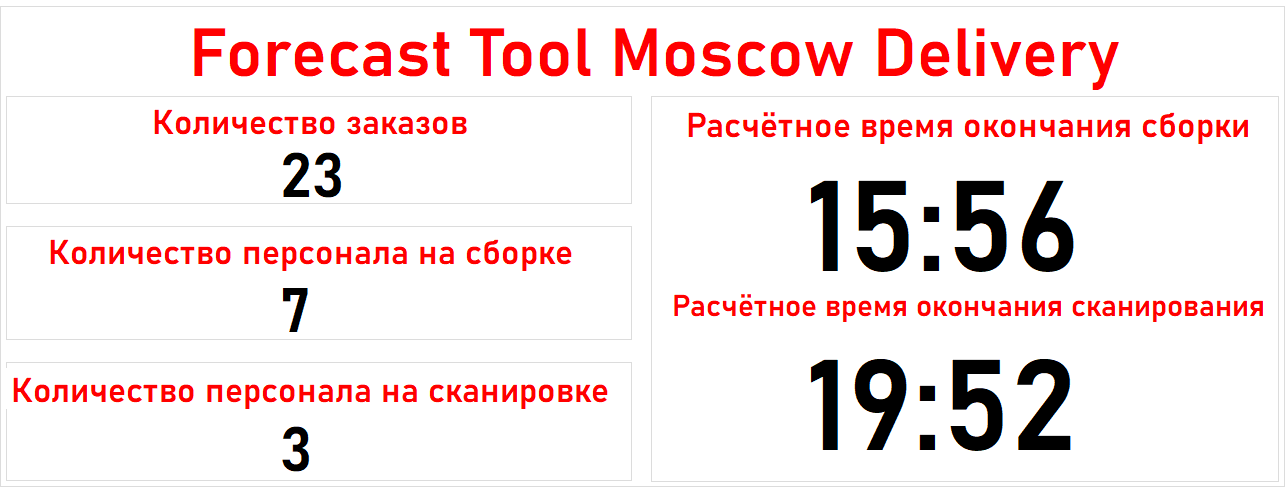 Forecast Tool Moscow Delivery
Количество заказов
23
Количество персонала на сборке
7
Количество персонала на сканировке
3
Расчётное время окончания сборки
15:56
Расчётное время окончания сканирования
19:52